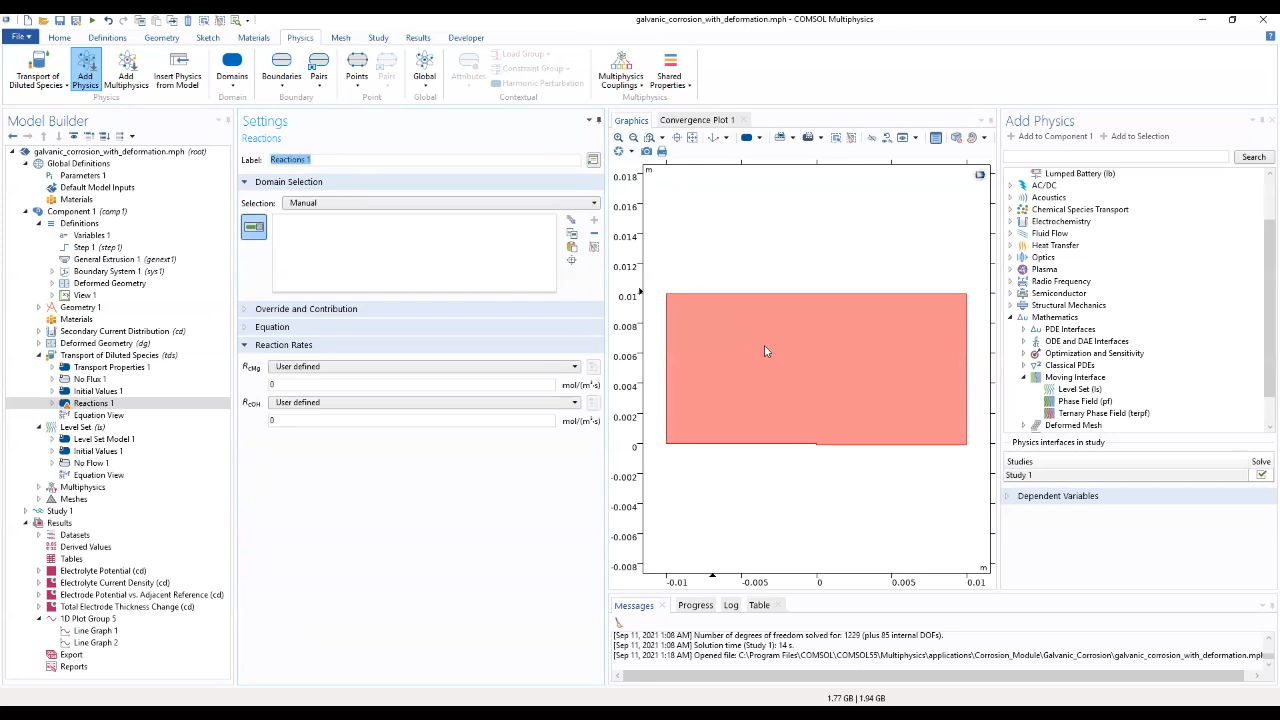 galvanic_corrosion_with_deformation.mph - COMSOL Multiphysics
File
Home
Definitions
Geometry
Sketch
Materials
Physics
Mesh
Study
Results
Developer
Transport of
Diluted Species
Add
Physics
Add
Multiphysics
Insert Physics
from Model
Domains
Boundaries
Pairs
Points
Pairs
Global
Attributes
Load Group
Constraint Group
Harmonic Perturbation
Multiphysics
Couplings
Shared
Properties
Physics
Domain
Boundary
Point
Global
Contextual
Multiphysics
Model Builder
galvanic_corrosion_with_deformation.mph (root)
Global Definitions
Parameters 1
Default Model Inputs
Materials
Component 1 (comp1)
Definitions
Variables 1
Step 1 (step1)
General Extrusion 1 (genext1)
Boundary System 1 (sys1)
Deformed Geometry
View 1
Geometry 1
Materials
Secondary Current Distribution (cd)
Deformed Geometry (dg)
Transport of Diluted Species (tds)
Transport Properties 1
No Flux 1
Initial Values 1
Reactions 1
Equation View
Level Set (ls)
Level Set Model 1
Initial Values 1
No Flow 1
Equation View
Multiphysics
Meshes
Study 1
Results
Datasets
Derived Values
Tables
Electrolyte Potential (cd)
Electrolyte Current Density (cd)
Electrode Potential vs. Adjacent Reference (cd)
Total Electrode Thickness Change (cd)
1D Plot Group 5
Line Graph 1
Line Graph 2
Export
Reports
Settings
Reactions
Label: Reactions 1
Domain Selection
Selection: Manual
Override and Contribution
Equation
Reaction Rates
RcMg User defined
0 mol/(m³·s)
RcOH User defined
0 mol/(m³·s)
Graphics
Convergence Plot 1
m
0.018
0.016
0.014
0.012
0.01
0.008
0.006
0.004
0.002
0
-0.002
-0.004
-0.006
-0.008
m
-0.01
-0.005
0
0.005
0.01
Messages
Progress
Log
Table
[Sep 11, 2021 1:08 AM] Number of degrees of freedom solved for: 1229 (plus 85 internal DOFs).
[Sep 11, 2021 1:08 AM] Solution time (Study 1): 14 s.
[Sep 11, 2021 1:18 AM] Opened file: C:\Program Files\COMSOL\COMSOL55\Multiphysics\applications\Corrosion_Module\Galvanic_Corrosion\galvanic_corrosion_with_deformation.mph
Add Physics
Add to Component 1
Add to Selection
Search
Lumped Battery (lb)
AC/DC
Acoustics
Chemical Species Transport
Electrochemistry
Fluid Flow
Heat Transfer
Optics
Plasma
Radio Frequency
Semiconductor
Structural Mechanics
Mathematics
PDE Interfaces
ODE and DAE Interfaces
Optimization and Sensitivity
Classical PDEs
Moving Interface
Level Set (ls)
Phase Field (pf)
Ternary Phase Field (terpf)
Deformed Mesh
Physics interfaces in study
Studies Solve
Study 1
Dependent Variables
1.77 GB | 1.94 GB